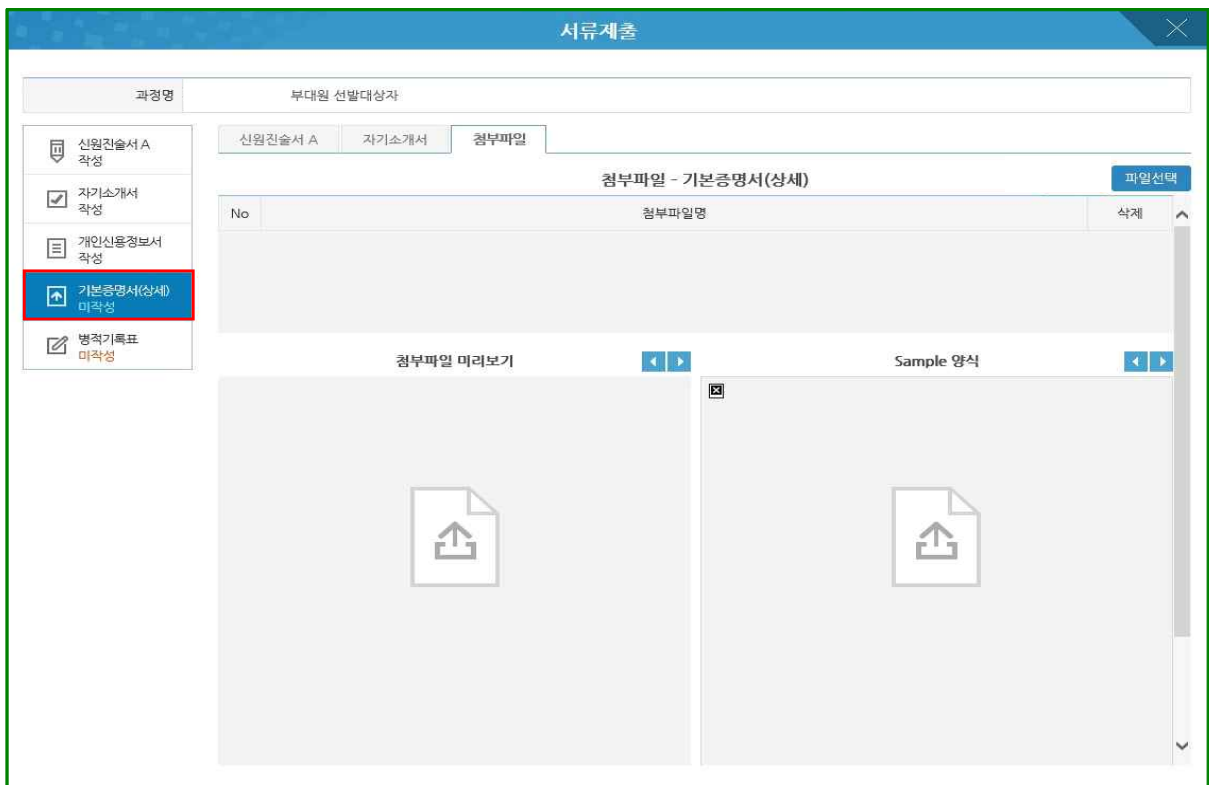 서류제출
과정명 부대원 선발대상자
신원진술서 A
작성
자기소개서
작성
개인신용정보서
작성
기본증명서(상세)
미작성
병적기록표
미작성
신원진술서 A 자기소개서 첨부파일
첨부파일 - 기본증명서(상세) 파일선택
No 첨부파일명 삭제
첨부파일 미리보기 Sample 양식